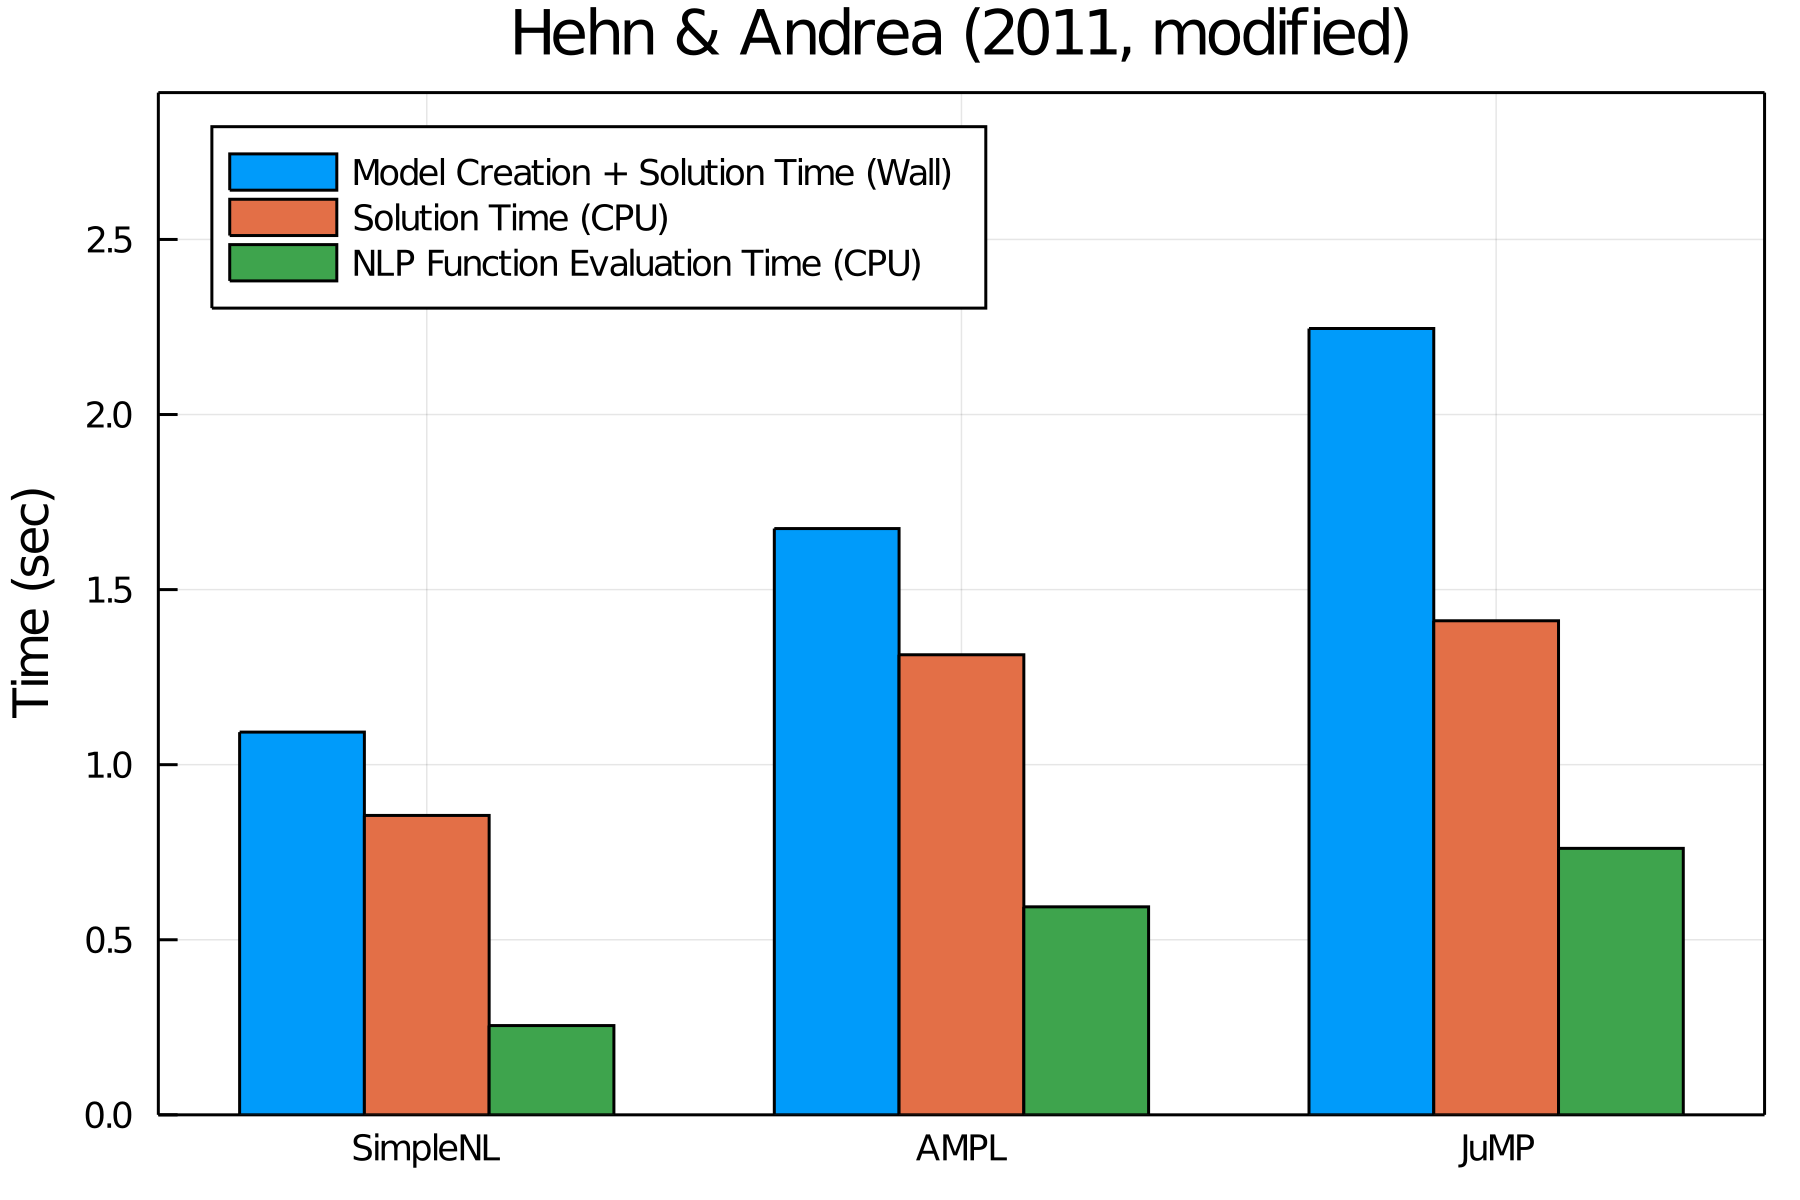 Hehn & Andrea (2011, modified)
Model Creation + Solution Time (Wall)
Solution Time (CPU)
NLP Function Evaluation Time (CPU)
Time (sec)
2.5
2.0
1.5
1.0
0.5
0.0
SimpleNL
AMPL
JuMP